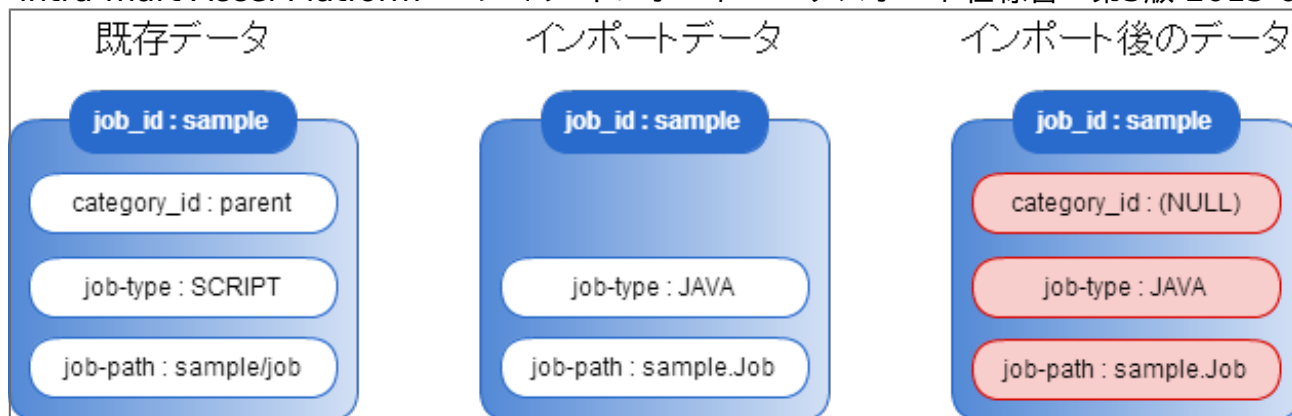 既存データ
インポートデータ
インポート後のデータ
job_id : sample
job_id : sample
job_id : sample
category_id : parent
category_id : (NULL)
job-type : SCRIPT
job-type : JAVA
job-type : JAVA
job-path : sample/job
job-path : sample.Job
job-path : sample.Job